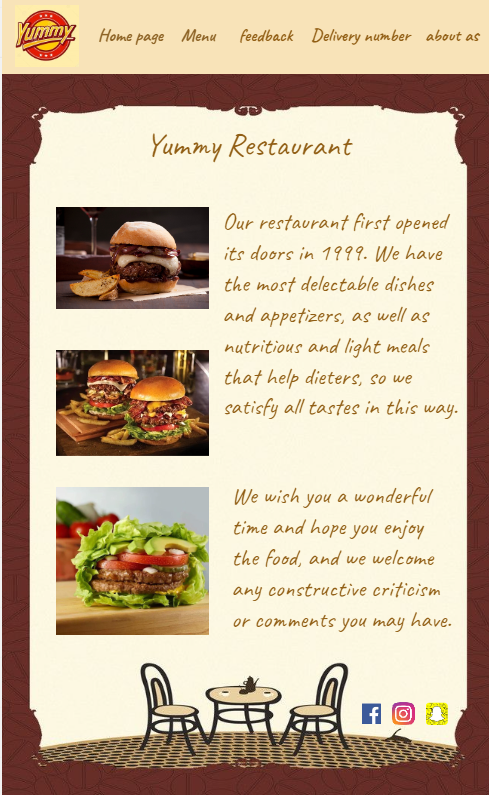 Yummy
Home page Menu feedback Delivery number about as
Yummy Restaurant
Our restaurant first opened
its doors in 1999. We have
the most delectable dishes
and appetizers, as well as
nutritious and light meals
that help dieters, so we
satisfy all tastes in this way.
We wish you a wonderful
time and hope you enjoy
the food, and we welcome
any constructive criticism
or comments you may have.